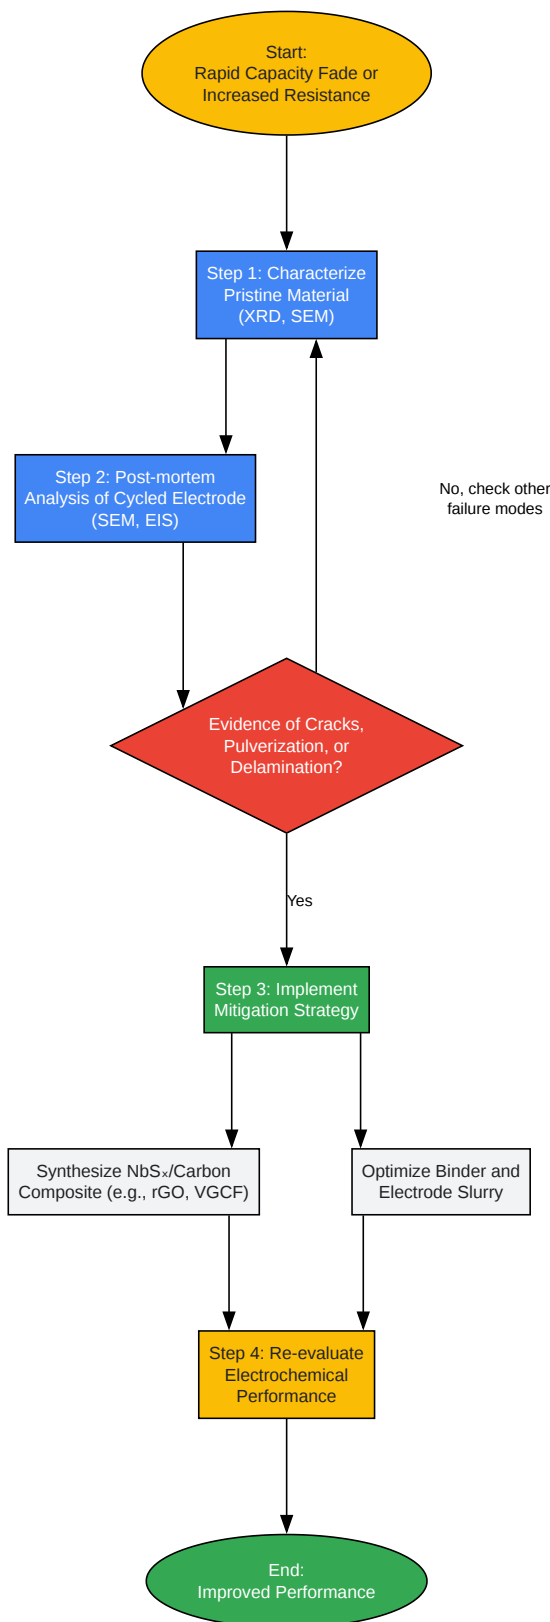 Start:
Rapid Capacity Fade or
Increased Resistance
Step 1: Characterize
Pristine Material
(XRD, SEM)
Step 2: Post-mortem
Analysis of Cycled Electrode
(SEM, EIS)
No, check other
failure modes
Evidence of Cracks,
Pulverization, or
Delamination?
Yes
Step 3: Implement
Mitigation Strategy
Synthesize NbSₓ/Carbon
Composite (e.g., rGO, VGCF)
Optimize Binder and
Electrode Slurry
Step 4: Re-evaluate
Electrochemical
Performance
End:
Improved Performance